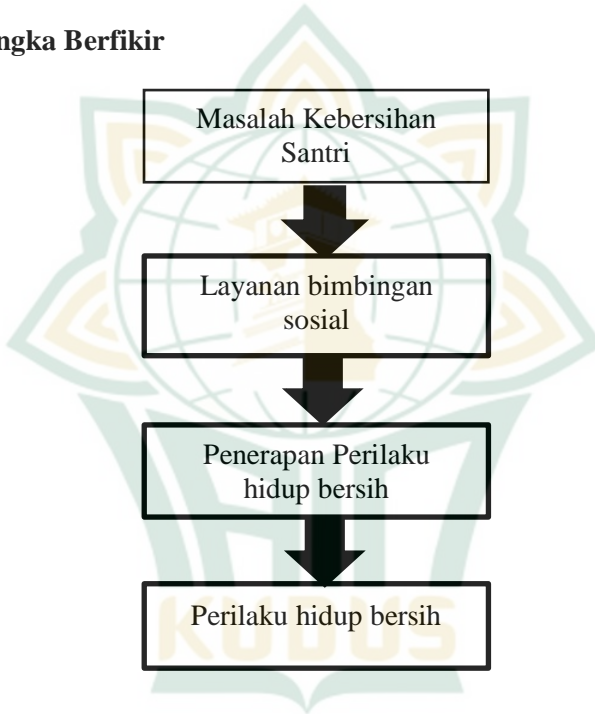 ngka Berfikir
Masalah Kebersihan
Santri
Layanan bimbingan
sosial
Penerapan Perilaku
hidup bersih
Perilaku hidup bersih
KUDUS